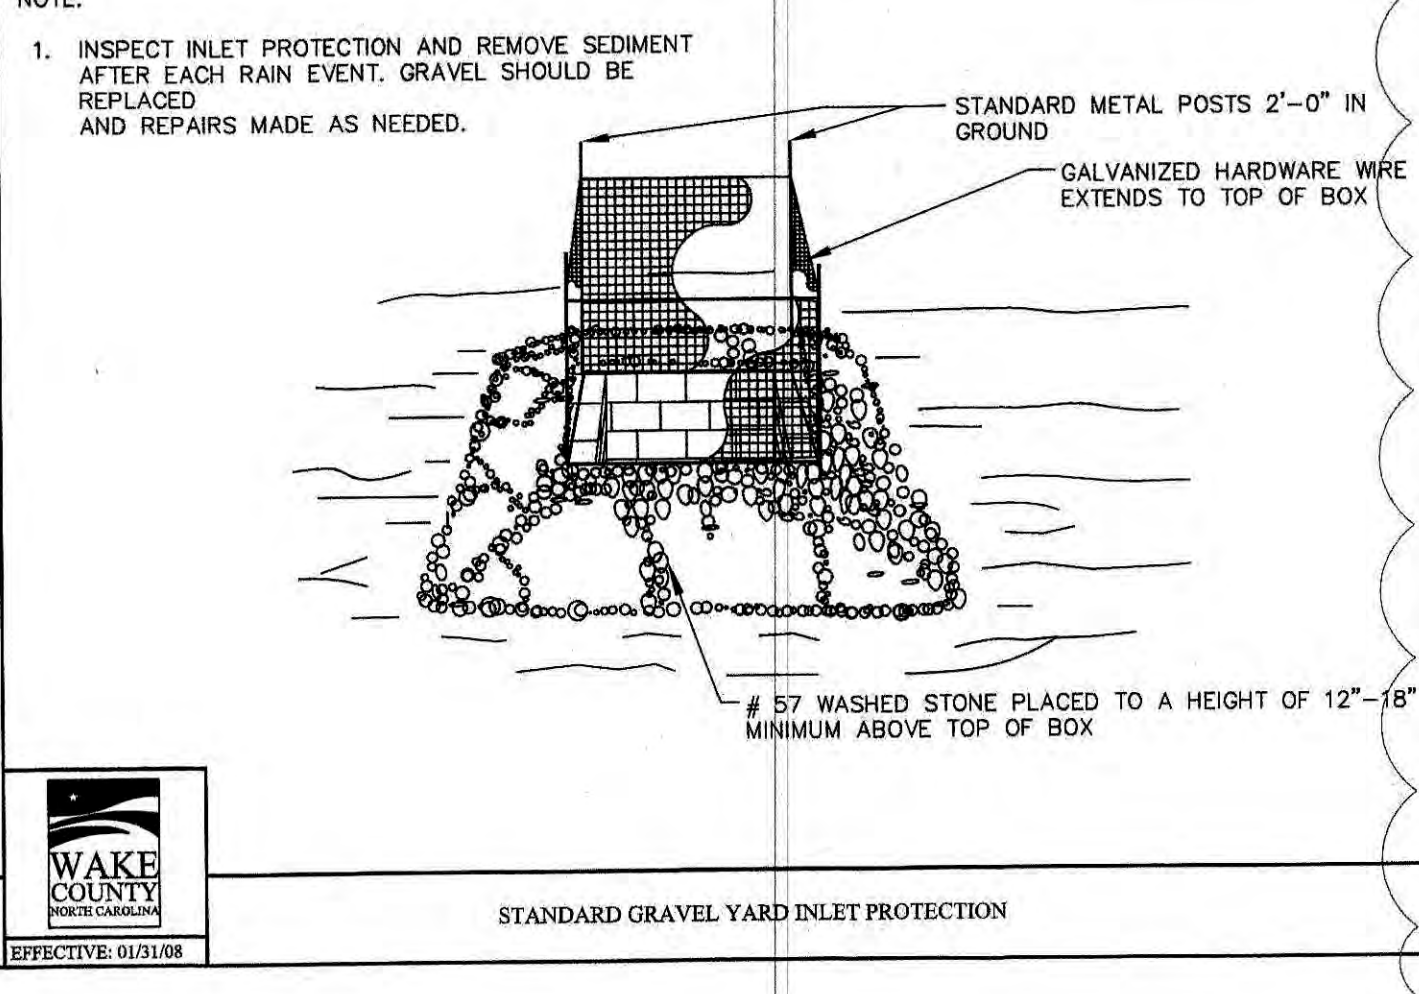 NOTE:
1. INSPECT INLET PROTECTION AND REMOVE SEDIMENT
AFTER EACH RAIN EVENT. GRAVEL SHOULD BE
REPLACED
AND REPAIRS MADE AS NEEDED.
STANDARD METAL POSTS 2'-0" IN
GROUND
GALVANIZED HARDWARE WIRE
EXTENDS TO TOP OF BOX
# 57 WASHED STONE PLACED TO A HEIGHT OF 12"-18"
MINIMUM ABOVE TOP OF BOX
WAKE
COUNTY
NORTH CAROLINA
EFFECTIVE: 01/31/08
STANDARD GRAVEL YARD INLET PROTECTION